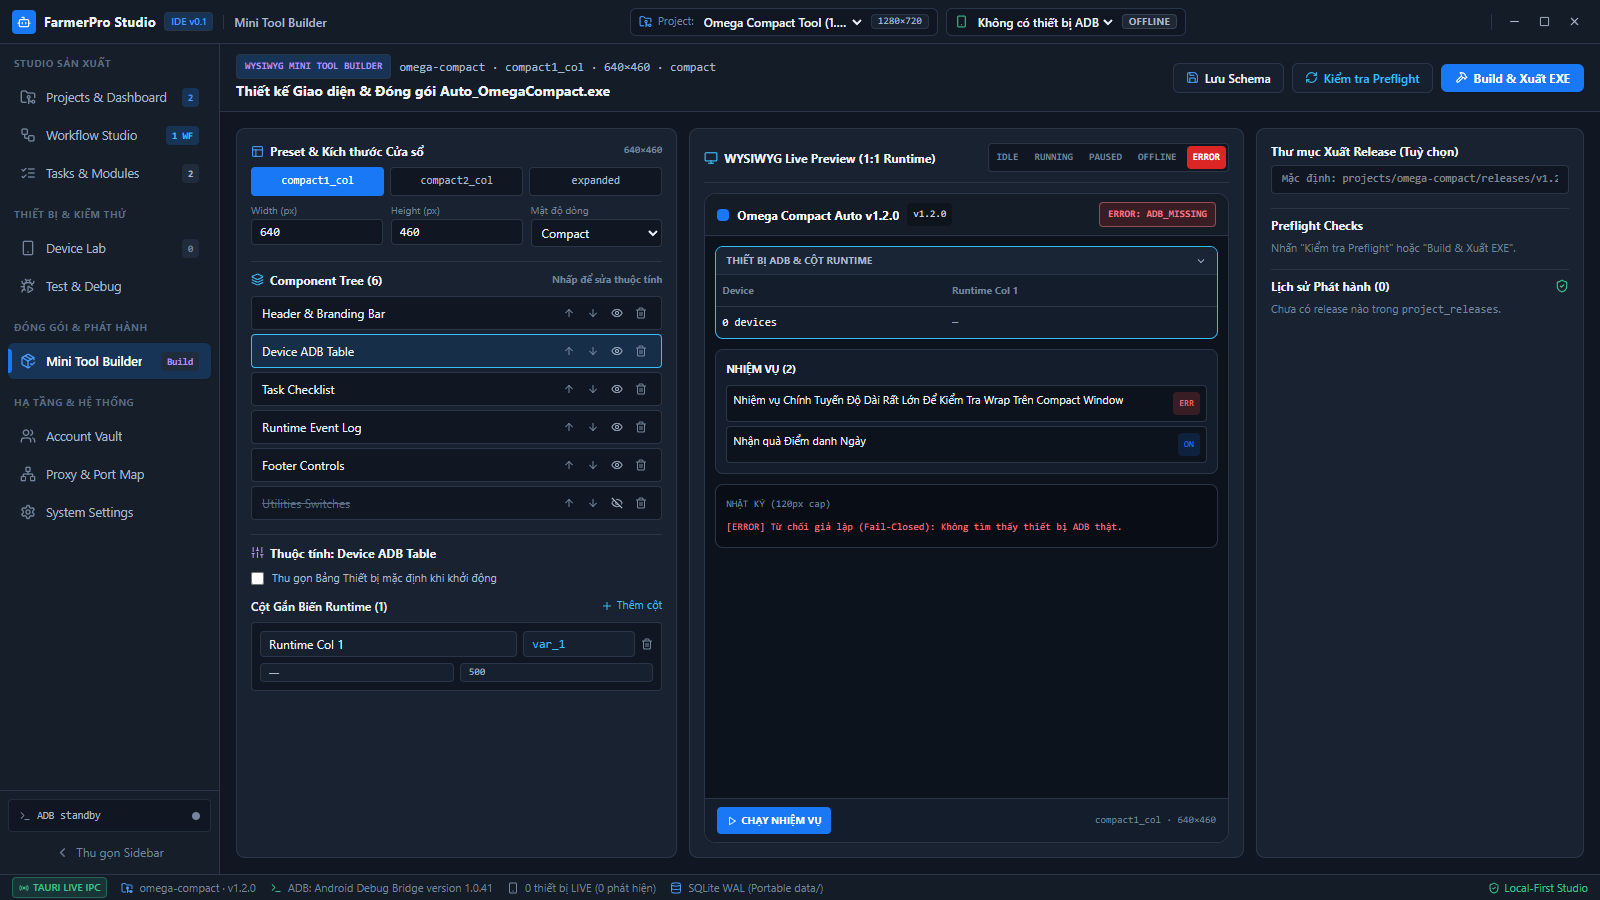 FarmerPro Studio IDE v0.1 Mini Tool Builder Project: Omega Compact Tool (1.... 1280×720 Không có thiết bị ADB OFFLINE
STUDIO SẢN XUẤT
Projects & Dashboard 2
Workflow Studio 1 WF
Tasks & Modules 2
THIẾT BỊ & KIỂM THỬ
Device Lab 0
Test & Debug
ĐÓNG GÓI & PHÁT HÀNH
Mini Tool Builder Build
HẠ TẦNG & HỆ THỐNG
Account Vault
Proxy & Port Map
System Settings
>_ ADB standby
Thu gọn Sidebar
WYSIWYG MINI TOOL BUILDER omega-compact · compact1_col · 640×460 · compact
Thiết kế Giao diện & Đóng gói Auto_OmegaCompact.exe
Lưu Schema Kiểm tra Preflight Build & Xuất EXE
Preset & Kích thước Cửa sổ 640×460
compact1_col compact2_col expanded
Width (px) Height (px) Mật độ dòng
640 460 Compact
Component Tree (6) Nhấp để sửa thuộc tính
Header & Branding Bar
Device ADB Table
Task Checklist
Runtime Event Log
Footer Controls
Utilities Switches
Thuộc tính: Device ADB Table
Thu gọn Bảng Thiết bị mặc định khi khởi động
Cột Gắn Biến Runtime (1) + Thêm cột
Runtime Col 1 var_1
— 500
WYSIWYG Live Preview (1:1 Runtime) IDLE RUNNING PAUSED OFFLINE ERROR
Omega Compact Auto v1.2.0 v1.2.0 ERROR: ADB_MISSING
THIẾT BỊ ADB & CỘT RUNTIME
Device Runtime Col 1
0 devices —
NHIỆM VỤ (2)
Nhiệm vụ Chính Tuyến Độ Dài Rất Lớn Để Kiểm Tra Wrap Trên Compact Window ERR
Nhận quà Điểm danh Ngày ON
NHẬT KÝ (120px cap)
[ERROR] Từ chối giả lập (Fail-Closed): Không tìm thấy thiết bị ADB thật.
CHẠY NHIỆM VỤ compact1_col · 640×460
Thư mục Xuất Release (Tuỳ chọn)
Mặc định: projects/omega-compact/releases/v1.2
Preflight Checks
Nhấn "Kiểm tra Preflight" hoặc "Build & Xuất EXE".
Lịch sử Phát hành (0)
Chưa có release nào trong project_releases.
TAURI LIVE IPC omega-compact · v1.2.0 >_ ADB: Android Debug Bridge version 1.0.41 0 thiết bị LIVE (0 phát hiện) SQLite WAL (Portable data/) Local-First Studio